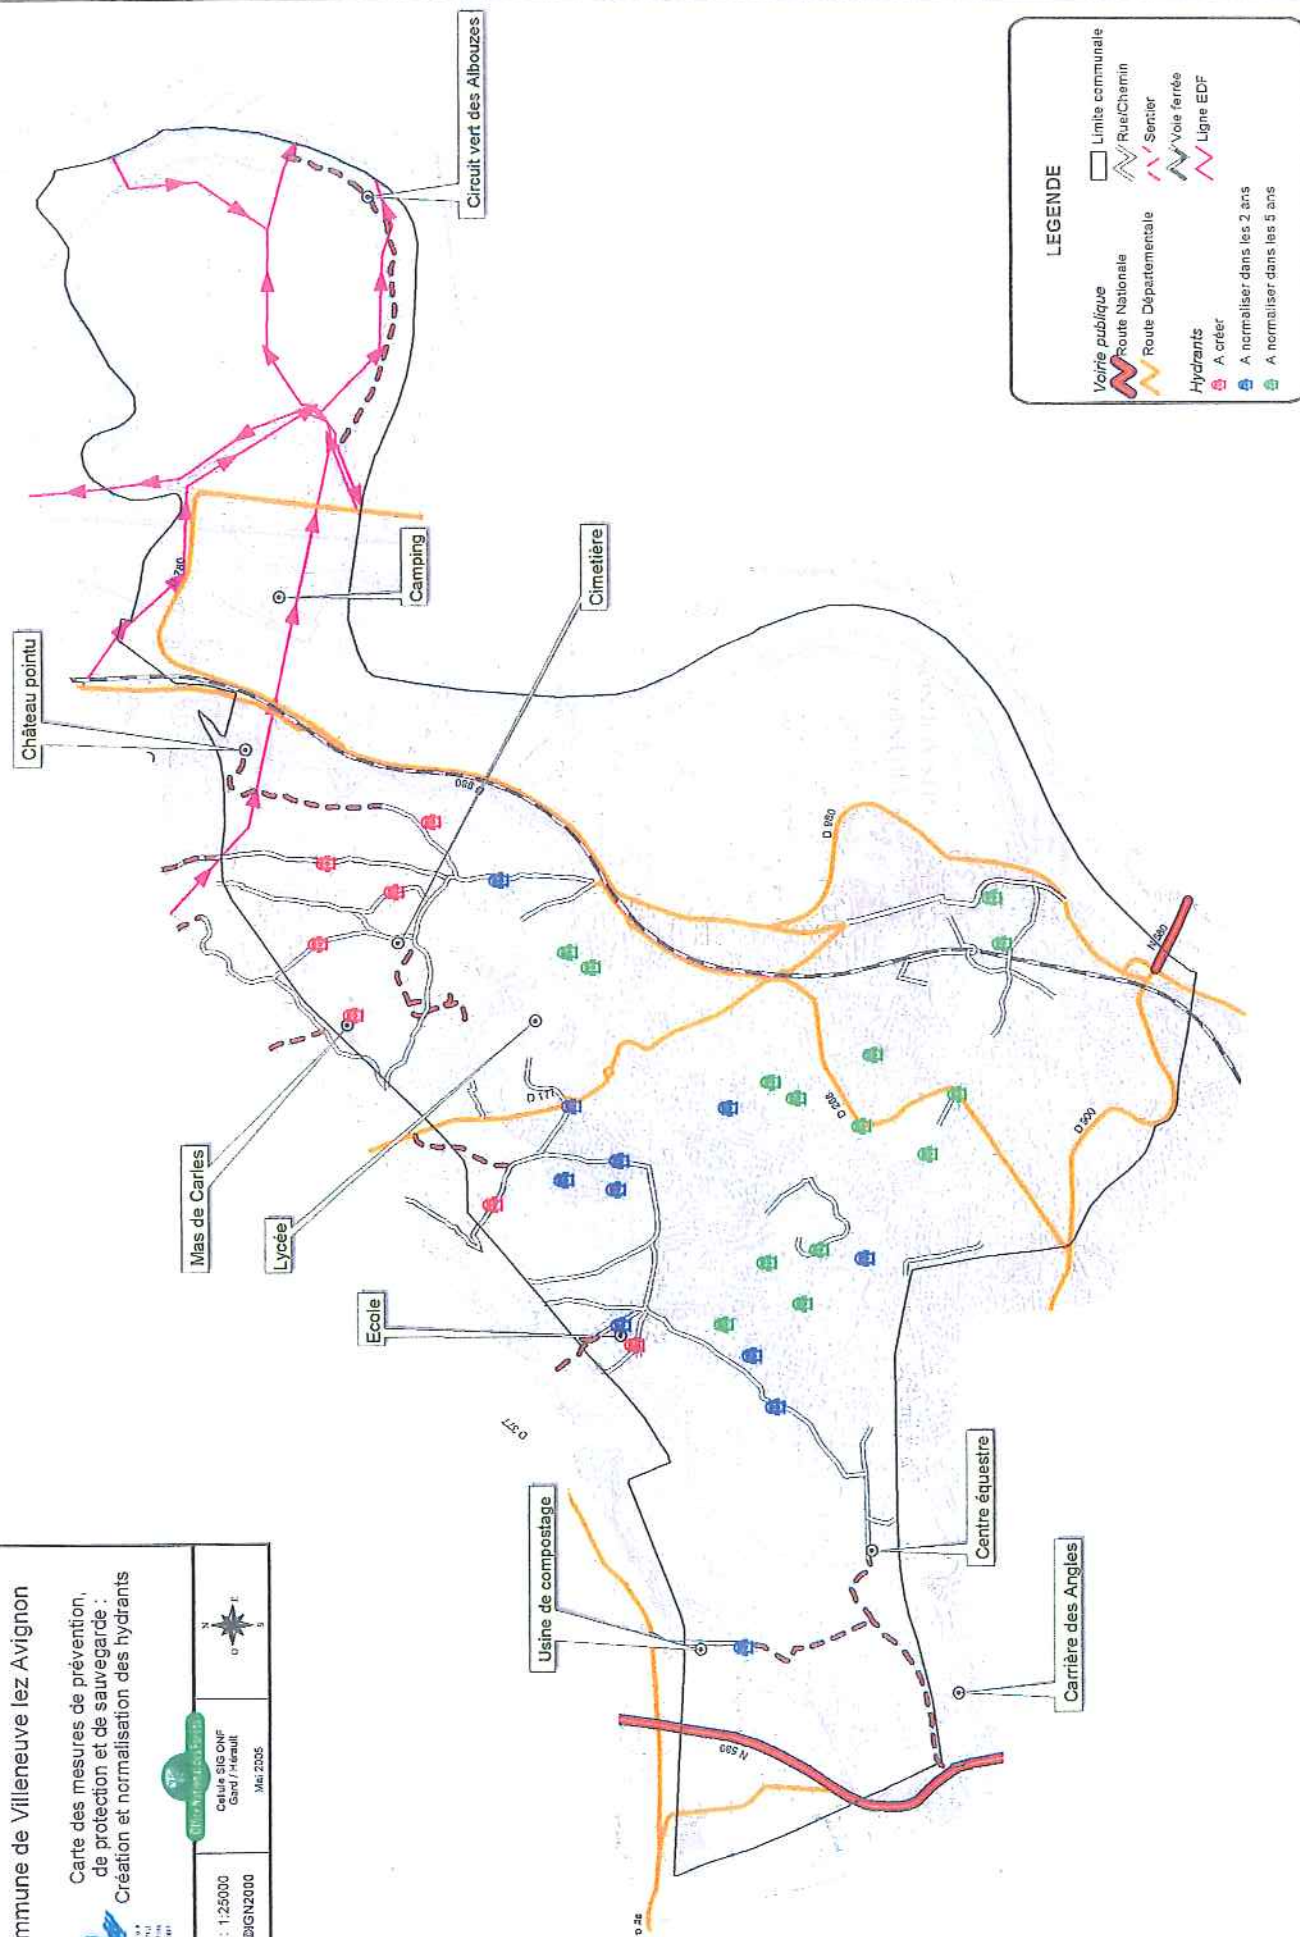 mmune de Villeneuve lez Avignon
Carte des mesures de prévention,
de protection et de sauvegarde :
Création et normalisation des hydrants
: 1:25000
Cellule SIG ONF
Gard / Hérault
Mai 2005
N
E
S
O
Château pointu
Circuit vert des Albouzes
Camping
Cimetière
Mas de Carles
Lycée
Ecole
Usine de compostage
Centre équestre
Carrière des Angles
D 980
D 177
D 980
D 268
D 900
D 377
N 580
N 580
LEGENDE
Voirie publique
Route Nationale
Route Départementale
Hydrants
A créer
A normaliser dans les 2 ans
A normaliser dans les 5 ans
Limite communale
Rue/Chemin
Sentier
Voie ferrée
Ligne EDF